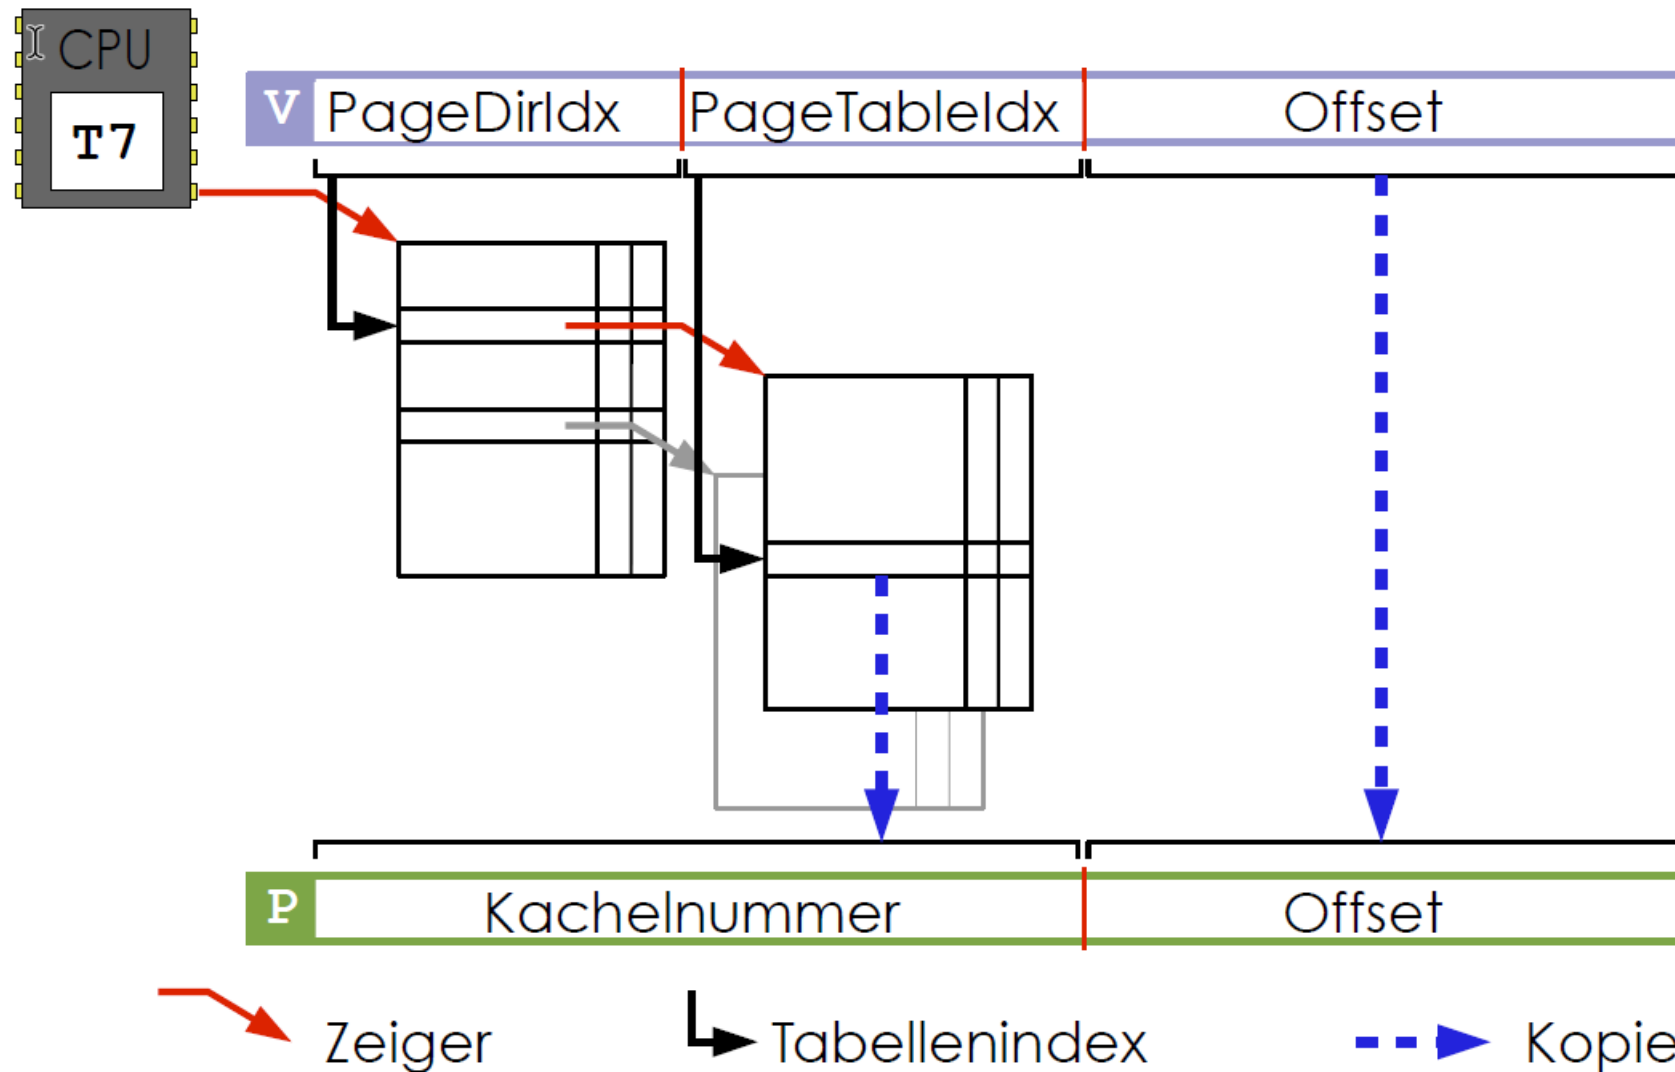 CPU
T7
V PageDirIdx PageTableIdx Offset
P Kachelnummer Offset
Zeiger Tabellenindex Kopie